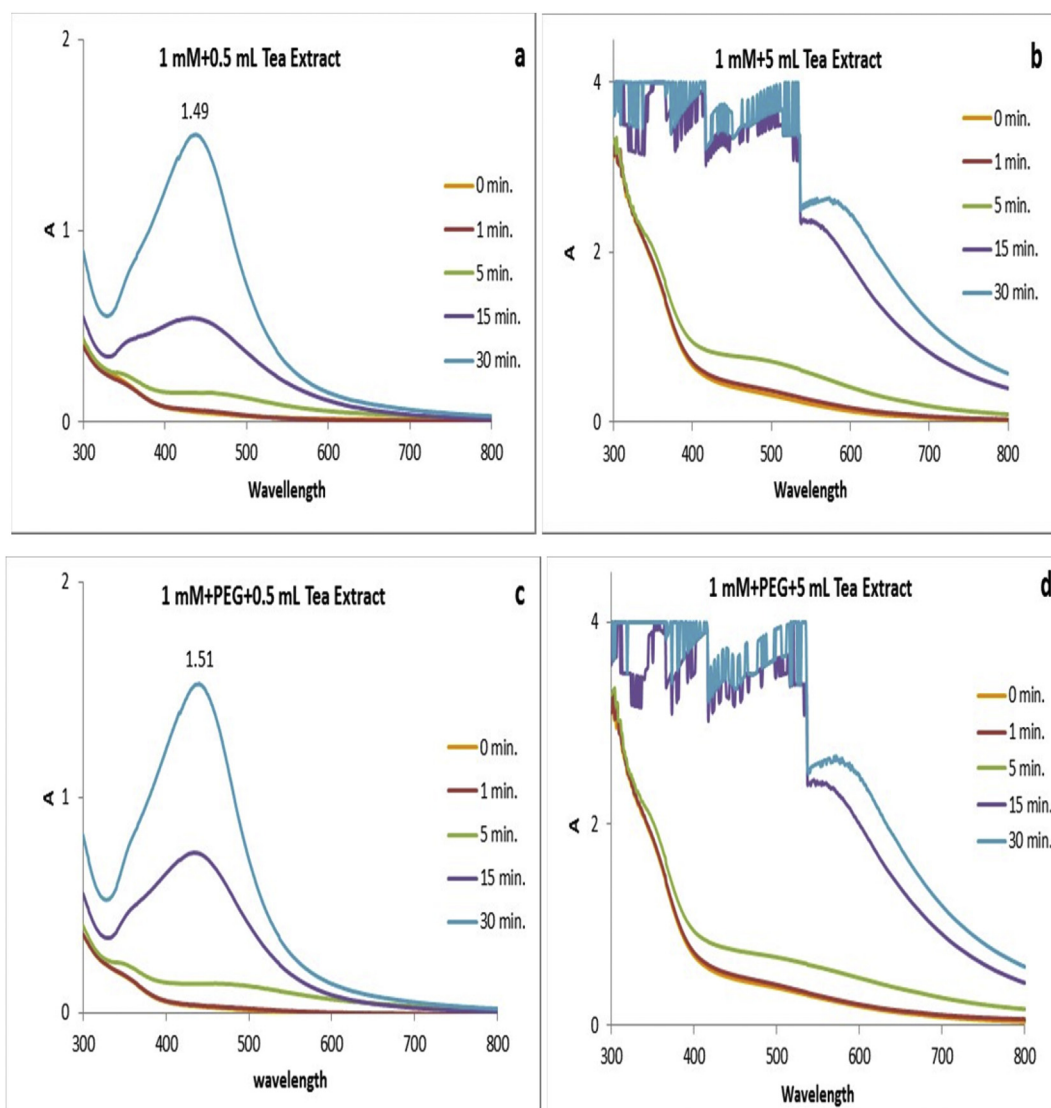 1 mM+0.5 mL Tea Extract
a
2
1
0
A
1.49
0 min.
1 min.
5 min.
15 min.
30 min.
300 400 500 600 700 800
Wavellength
1 mM+5 mL Tea Extract
b
4
2
0
A
0 min.
1 min.
5 min.
15 min.
30 min.
300 400 500 600 700 800
Wavelength
1 mM+PEG+0.5 mL Tea Extract
c
2
1
0
A
1.51
0 min.
1 min.
5 min.
15 min.
30 min.
300 400 500 600 700 800
wavelength
1 mM+PEG+5 mL Tea Extract
d
4
2
0
A
0 min.
1 min.
5 min.
15 min.
30 min.
300 400 500 600 700 800
Wavelength